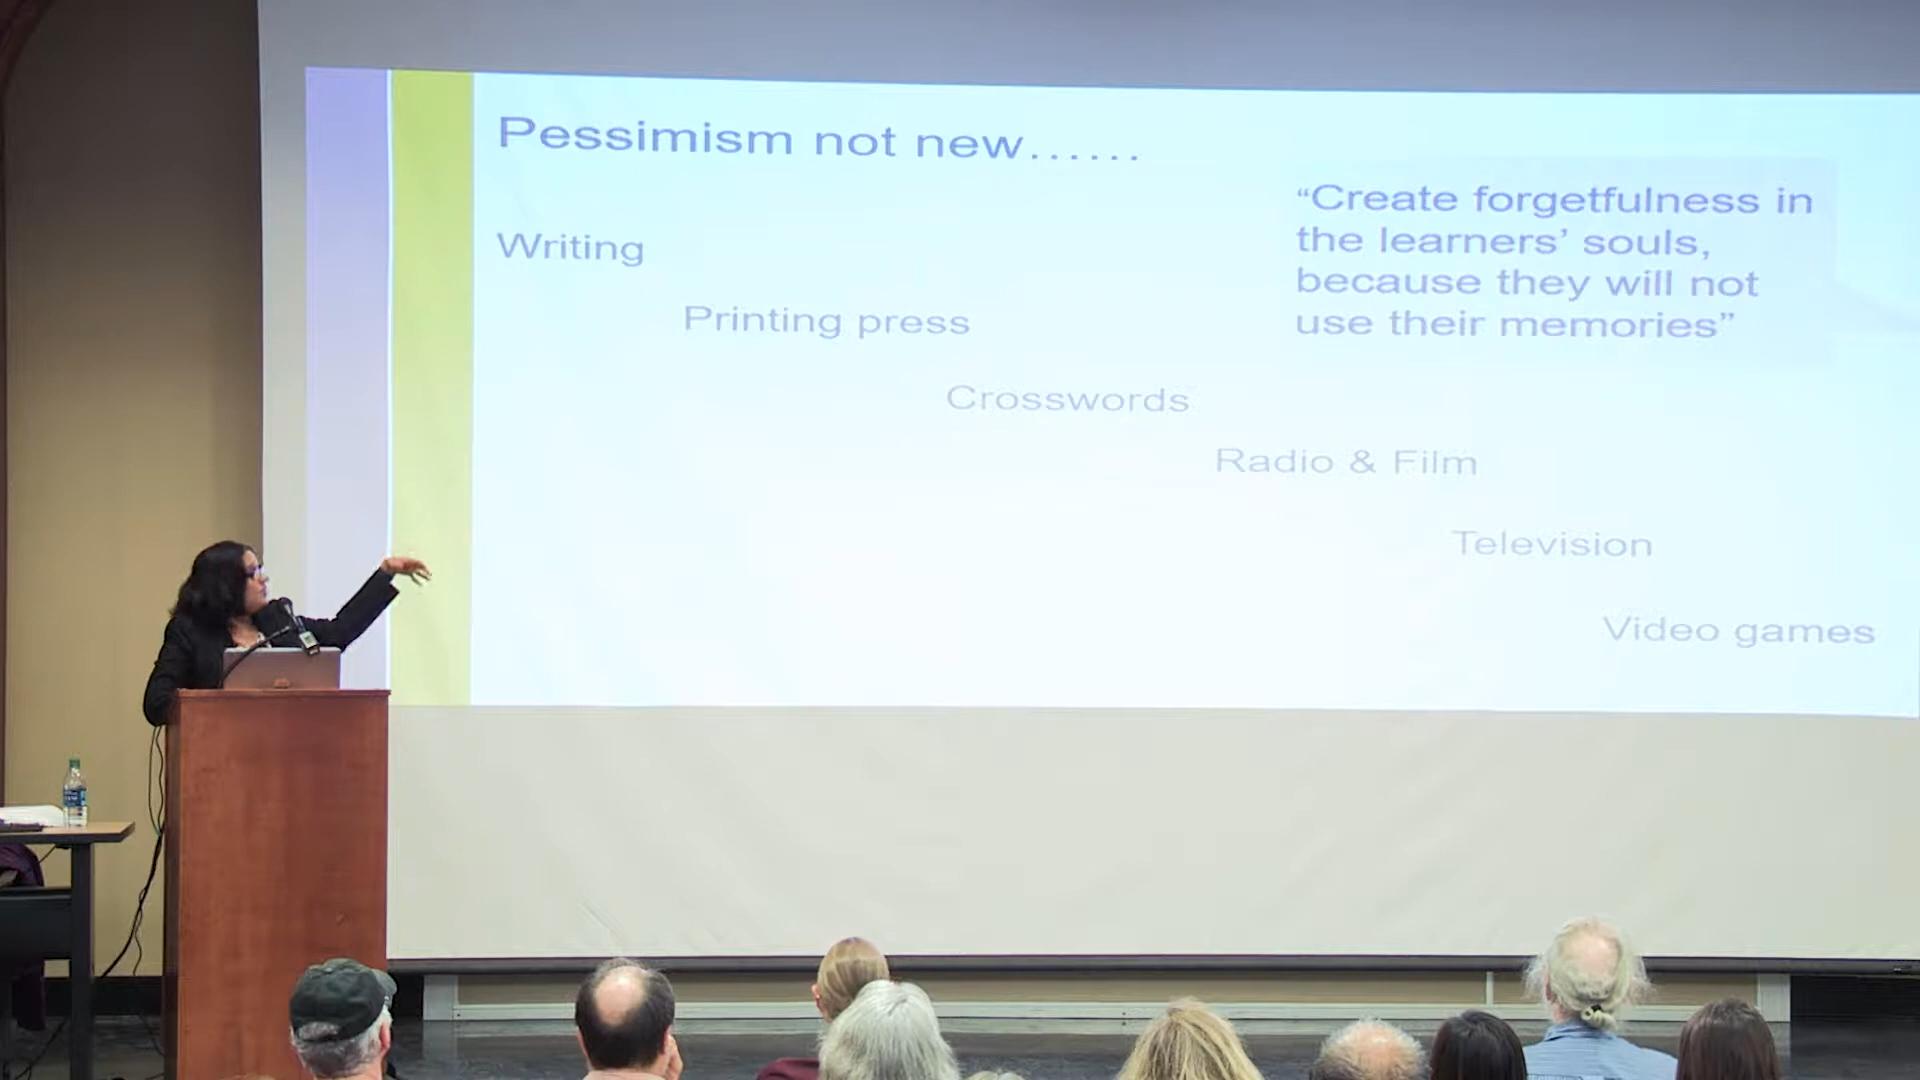 Pessimism not new......
“Create forgetfulness in
the learners’ souls,
because they will not
use their memories”
Writing
Printing press
Crosswords
Radio & Film
Television
Video games